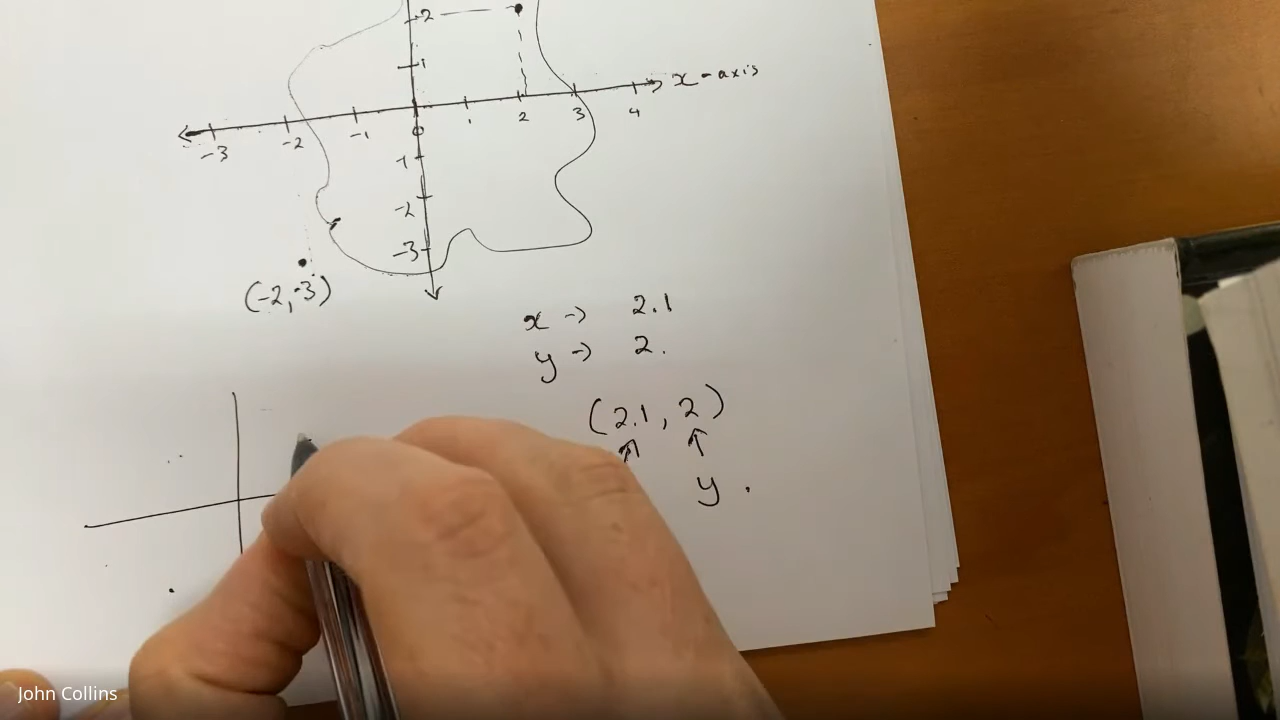 2
1
x-axis
-3 -2 -1 0 1 2 3 4
-1
-2
-3
(-2,-3)
x → 2.1
y → 2.
(2.1, 2)
y.
John Collins